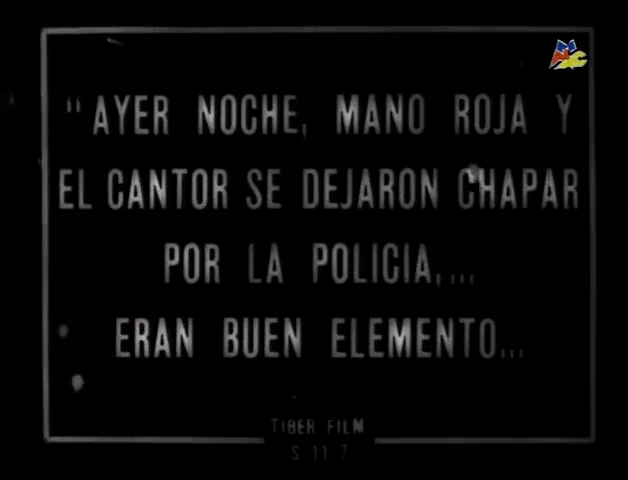 “AYER NOCHE, MANO ROJA Y
EL CANTOR SE DEJARON CHAPAR
POR LA POLICIA,...
ERAN BUEN ELEMENTO...
TIBER FILM
S 11 7